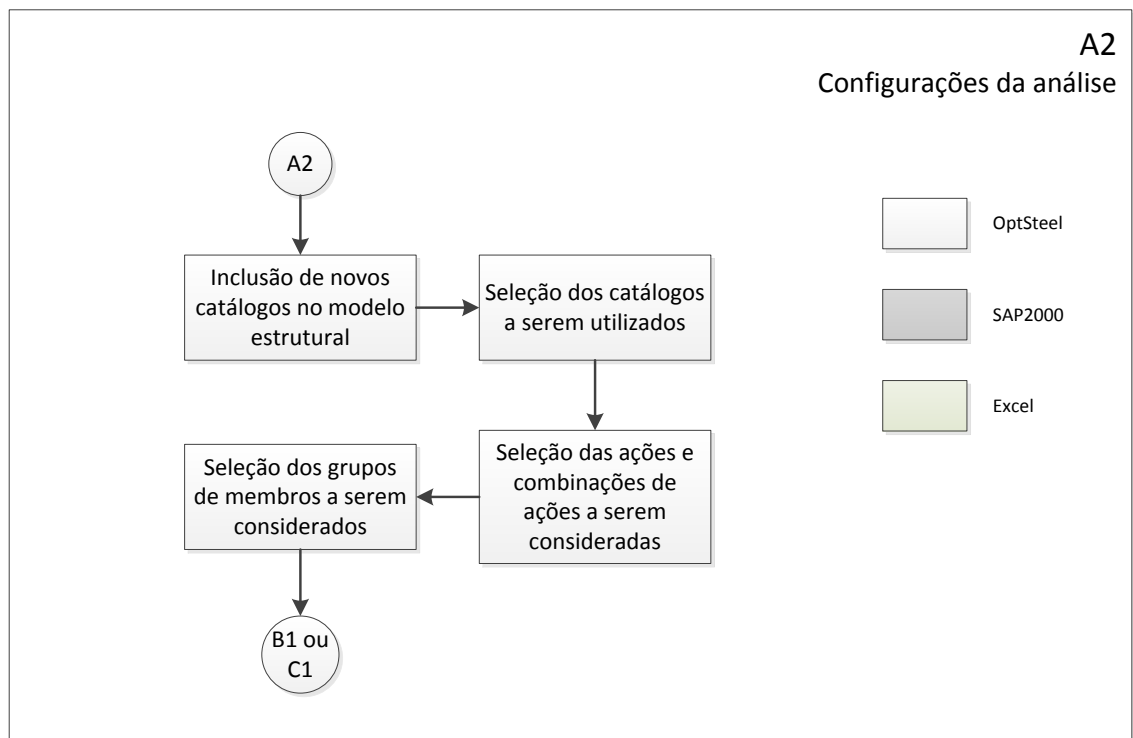 A2
Configurações da análise
A2
Inclusão de novos
catálogos no modelo
estrutural
Seleção dos catálogos
a serem utilizados
Seleção das ações e
combinações de
ações a serem
consideradas
Seleção dos grupos
de membros a serem
considerados
B1 ou
C1
OptSteel
SAP2000
Excel